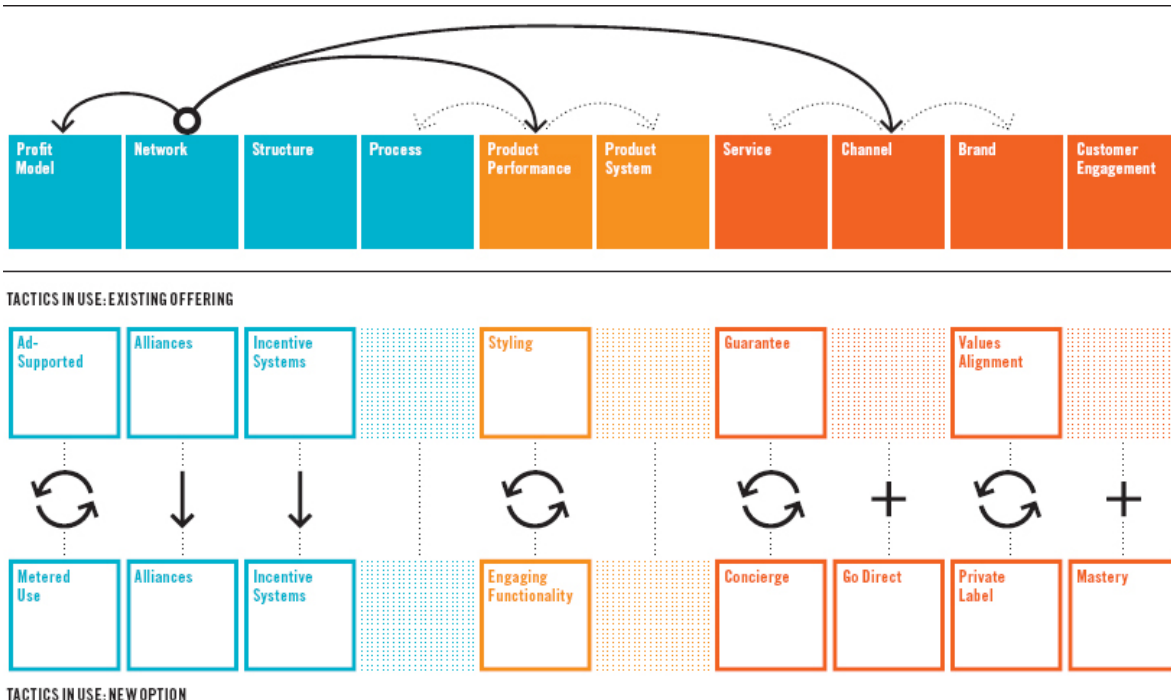 Profit
Model
Network
Structure
Process
Product
Performance
Product
System
Service
Channel
Brand
Customer
Engagement
TACTICS IN USE: EXISTING OFFERING
Ad-
Supported
Alliances
Incentive
Systems
Styling
Guarantee
Values
Alignment
Metered
Use
Alliances
Incentive
Systems
Engaging
Functionality
Concierge
Go Direct
Private
Label
Mastery
TACTICS IN USE: NEW OPTION